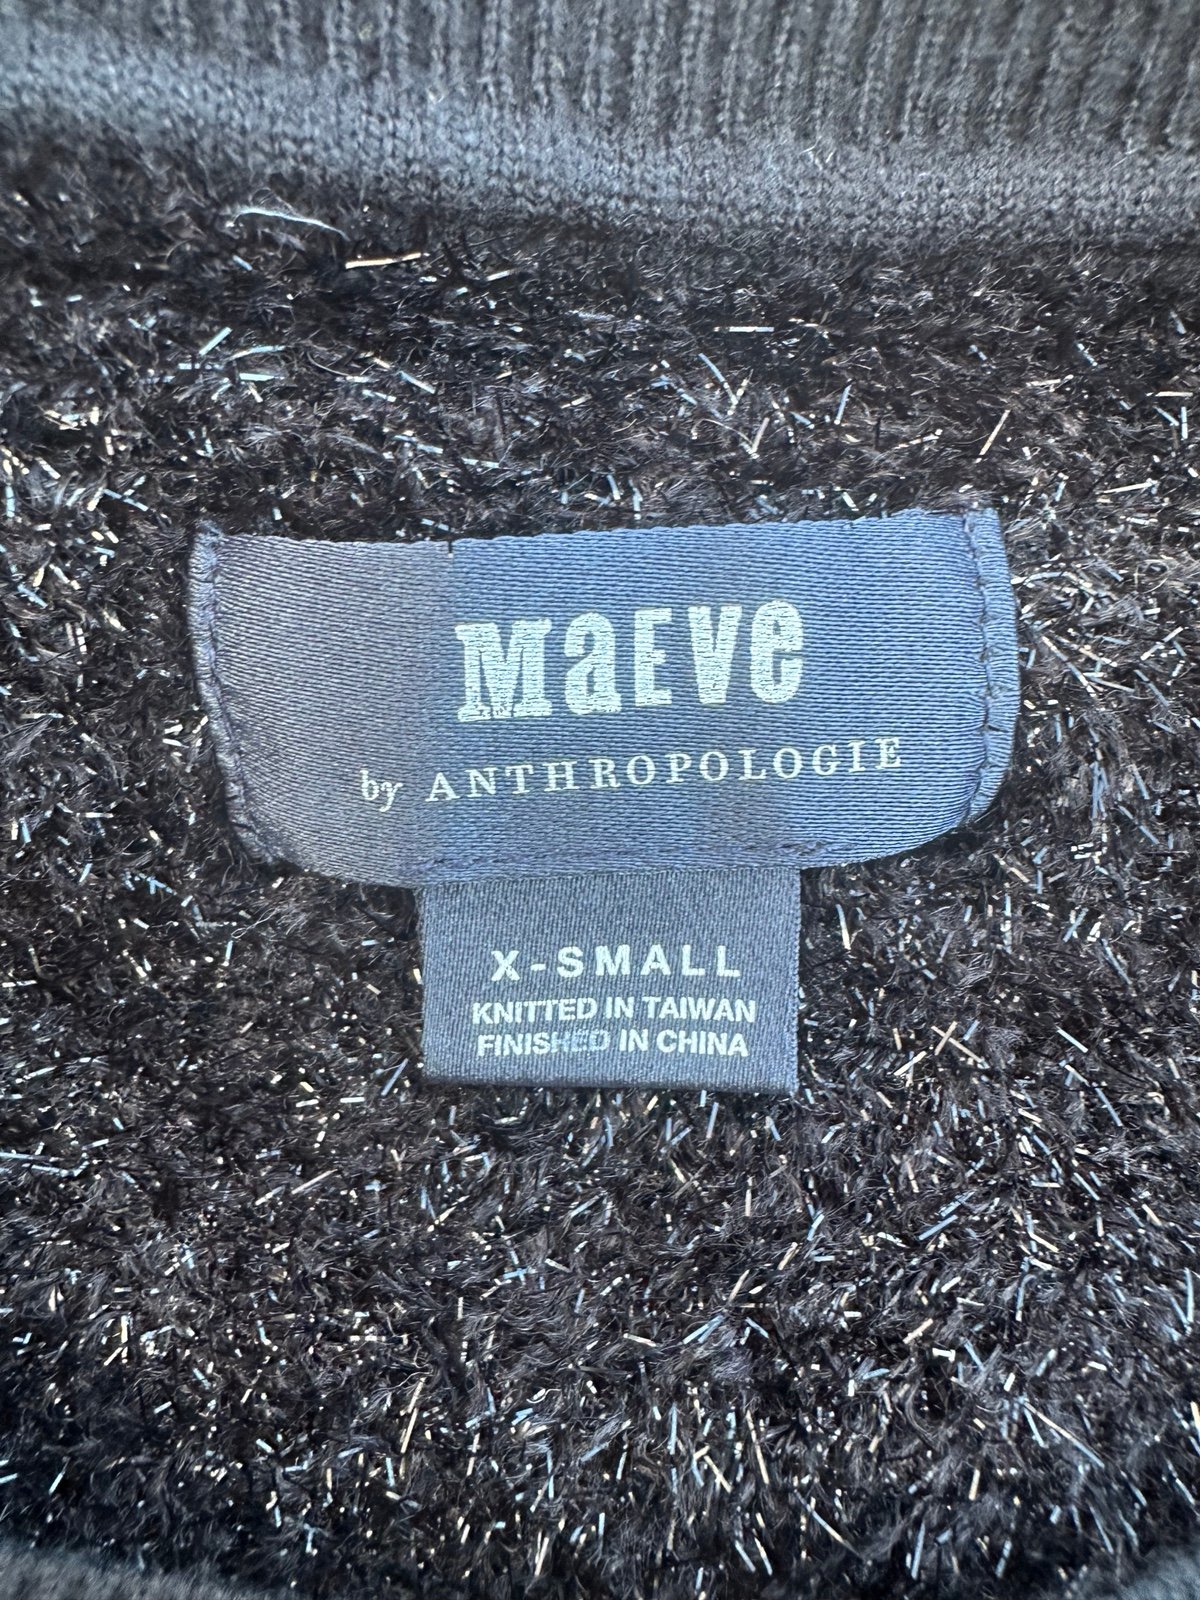 MaEve
by ANTHROPOLOGIE
X-SMALL
KNITTED IN TAIWAN
FINISHED IN CHINA